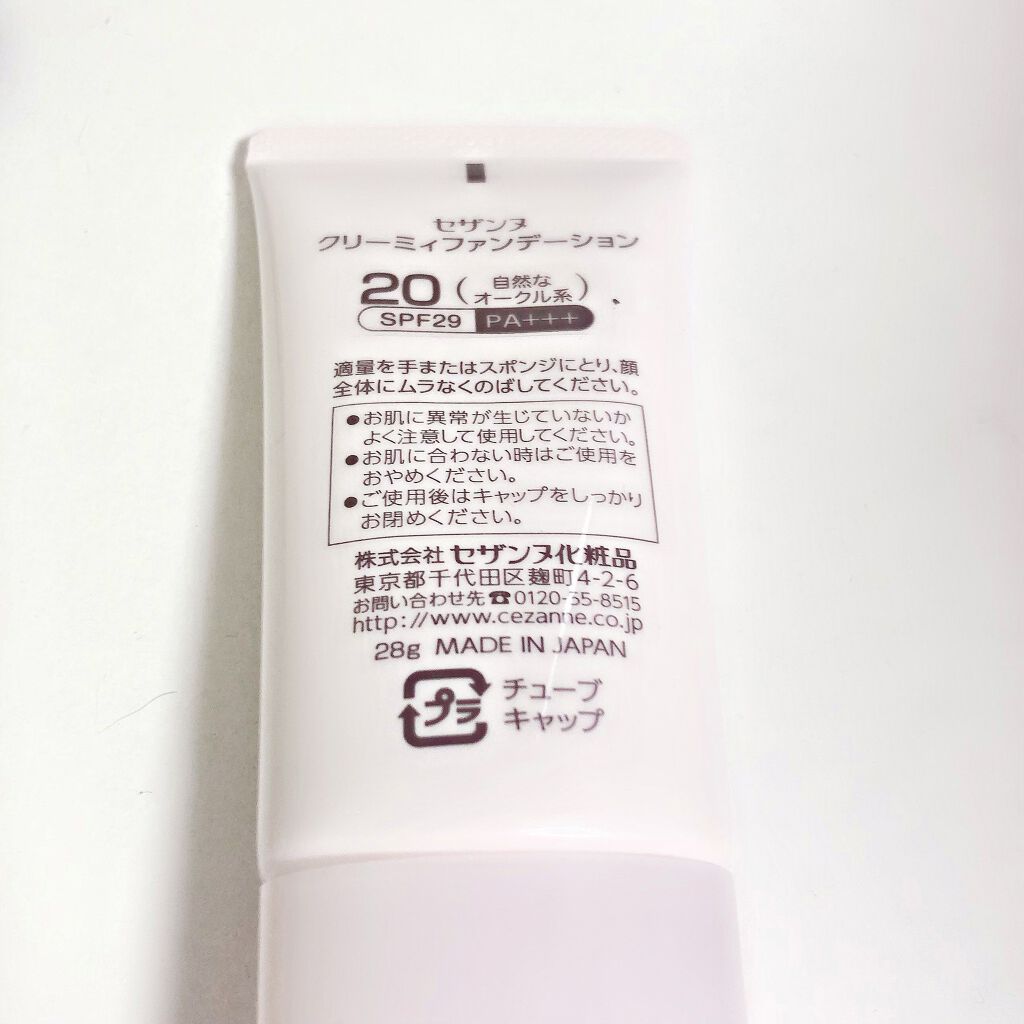 セザンヌ
クリーミィファンデーション
20（自然なオークル系）
SPF29 PA+++
適量を手またはスポンジにとり、顔
全体にムラなくのばしてください。
●お肌に異常が生じていないか
よく注意して使用してください。
●お肌に合わない時はご使用を
おやめください。
●ご使用後はキャップをしっかり
お閉めください。
株式会社 セザンヌ化粧品
東京都千代田区麹町4-2-6
お問い合わせ先☎0120-55-8515
http://www.cezanne.co.jp
28g MADE IN JAPAN
プラ チューブ
キャップ